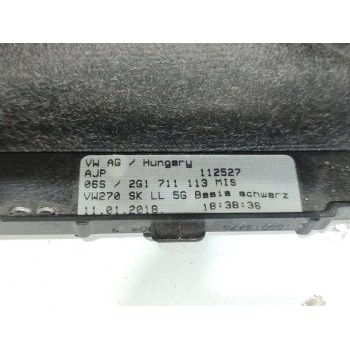 VW AG / Hungary
AJP 112527
06S / 2G1 711 113 MIS
VW270 SK LL 5G Basis schwarz
11.01.2018. 18:38:36